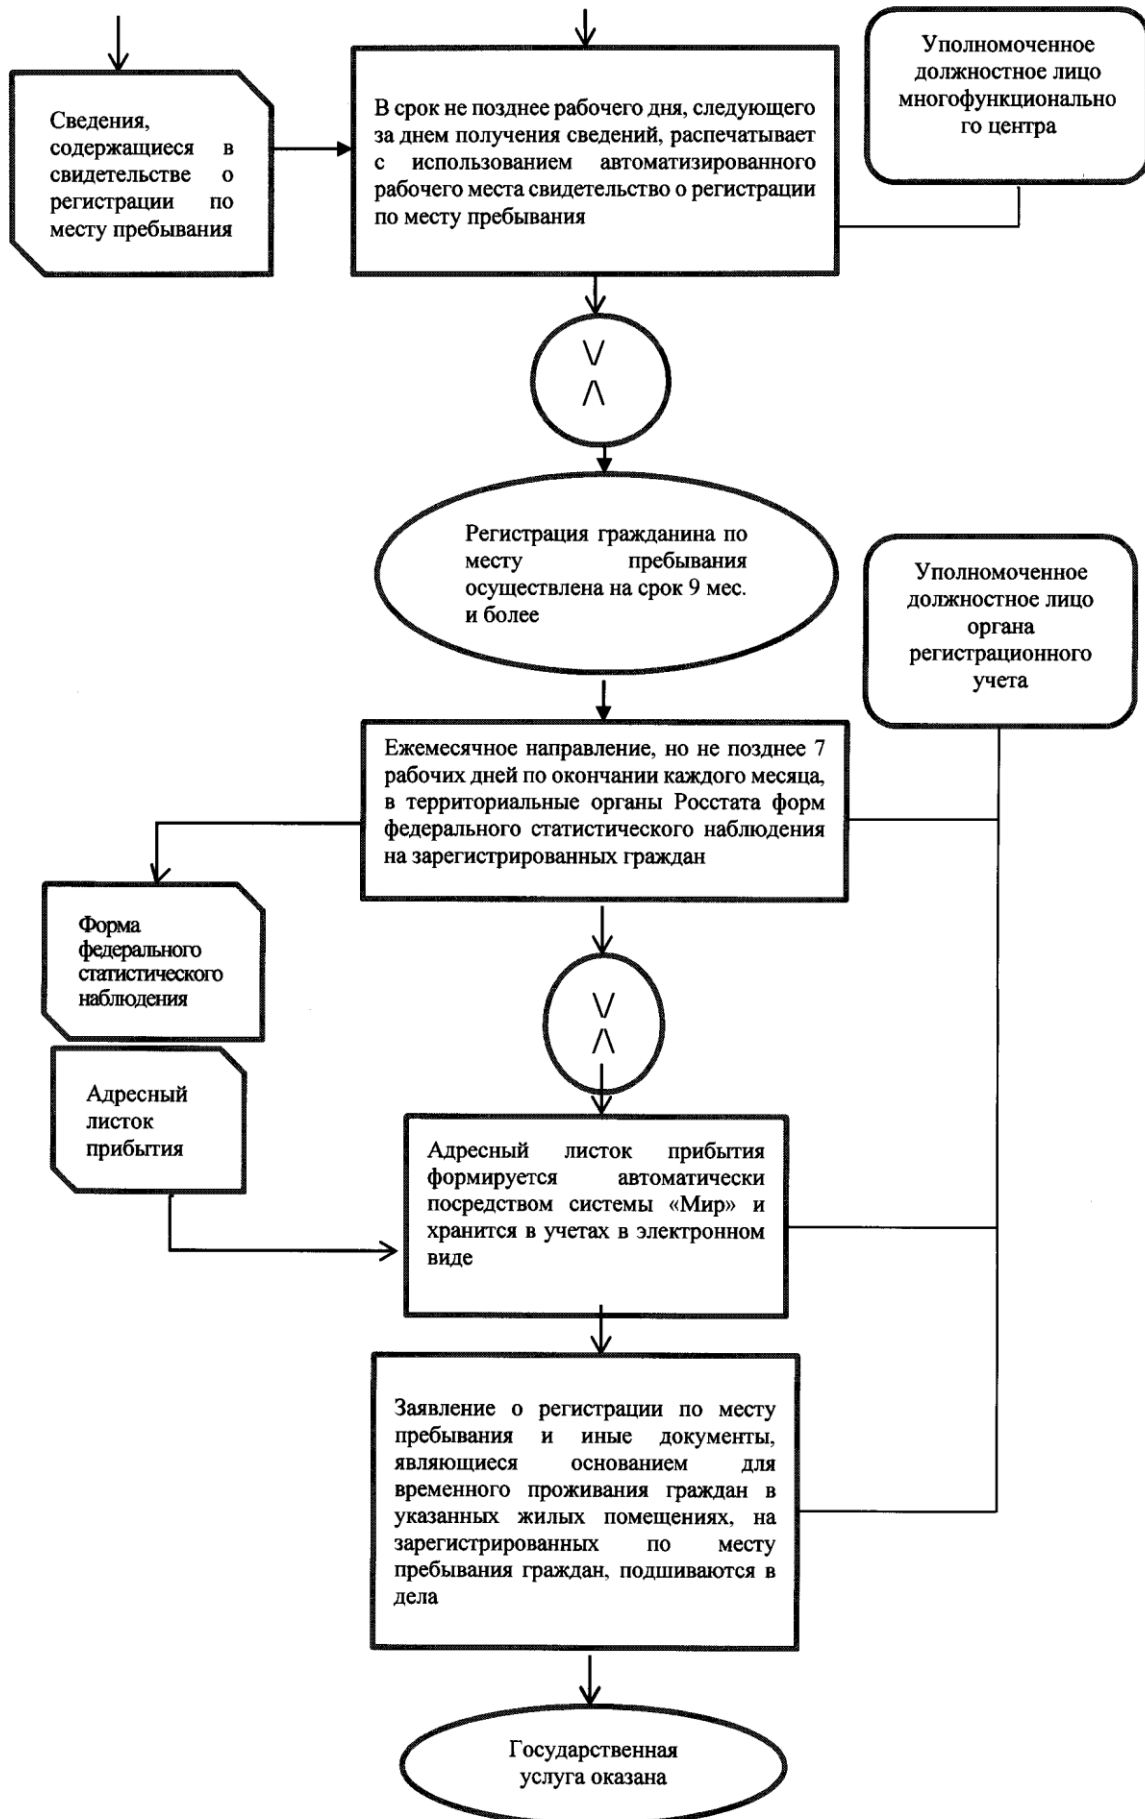 Уполномоченное
должностное лицо
многофункционально
го центра
Сведения,
содержащиеся в
свидетельстве о
регистрации по
месту пребывания
В срок не позднее рабочего дня, следующего
за днем получения сведений, распечатывает
с использованием автоматизированного
рабочего места свидетельство о регистрации
по месту пребывания
Регистрация гражданина по
месту пребывания
осуществлена на срок 9 мес.
и более
Уполномоченное
должностное лицо
органа
регистрационного
учета
Ежемесячное направление, но не позднее 7
рабочих дней по окончании каждого месяца,
в территориальные органы Росстата форм
федерального статистического наблюдения
на зарегистрированных граждан
Форма
федерального
статистического
наблюдения
Адресный
листок
прибытия
Адресный листок прибытия
формируется автоматически
посредством системы «Мир» и
хранится в учетах в электронном
виде
Заявление о регистрации по месту
пребывания и иные документы,
являющиеся основанием для
временного проживания граждан в
указанных жилых помещениях, на
зарегистрированных по месту
пребывания граждан, подшиваются в
дела
Государственная
услуга оказана